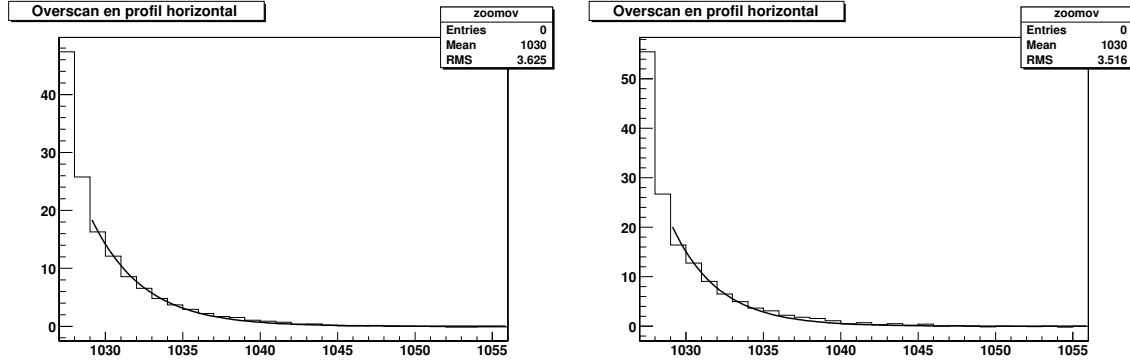 Overscan en profil horizontal
zoomov
Entries 0
Mean 1030
RMS 3.625
40
30
20
10
0
1030 1035 1040 1045 1050 1055
Overscan en profil horizontal
zoomov
Entries 0
Mean 1030
RMS 3.516
50
40
30
20
10
0
1030 1035 1040 1045 1050 1055